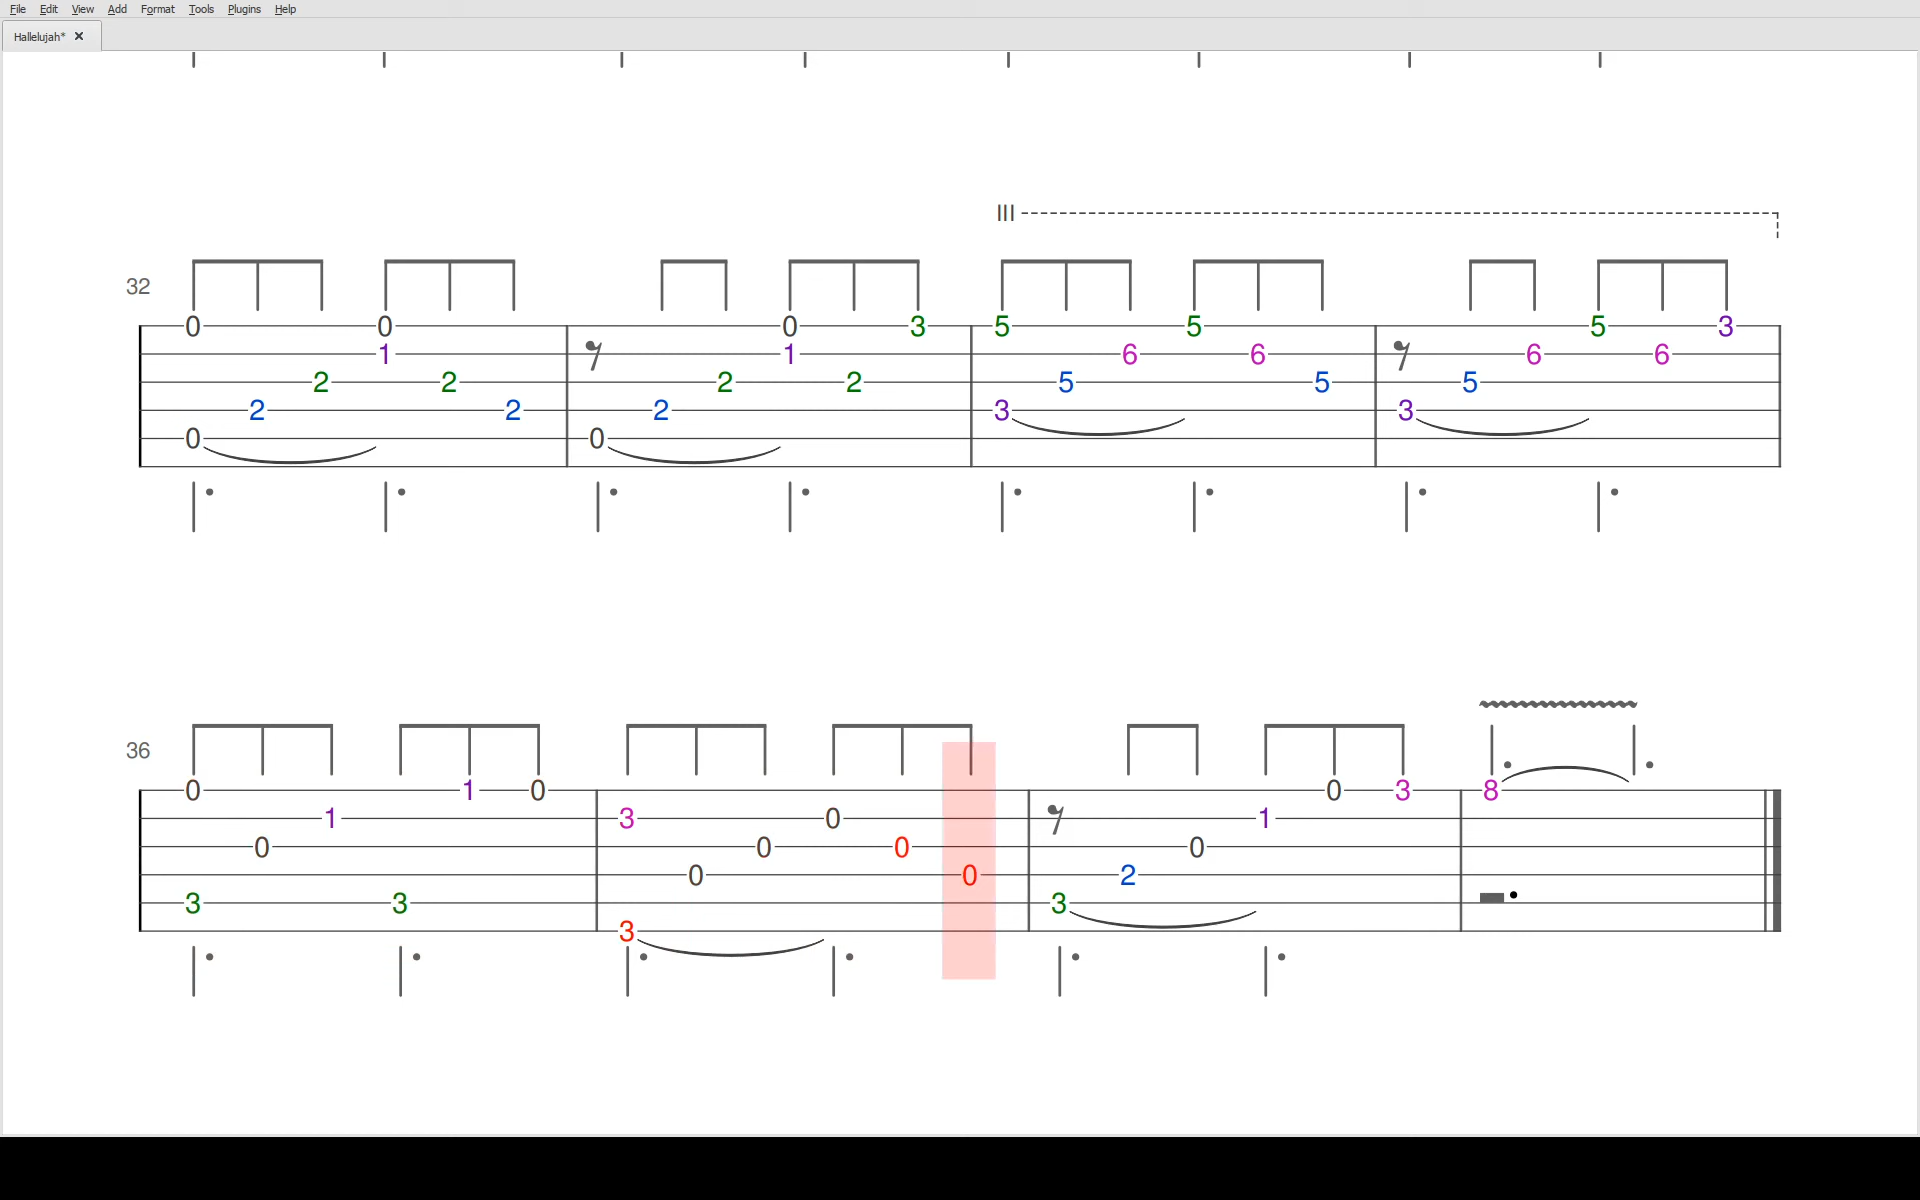 File Edit View Add Format Tools Plugins Help
Hallelujah* ×
III
32
0 0 0 3 5 5 5 3
1 1 6 6 6 6
2 2 2 2 5 5 5
2 2 2 3 3
0 0
36
0 1 0 0 3 8
1 3 0 1
0 0 0 0
0 0 2
3 3 3
3